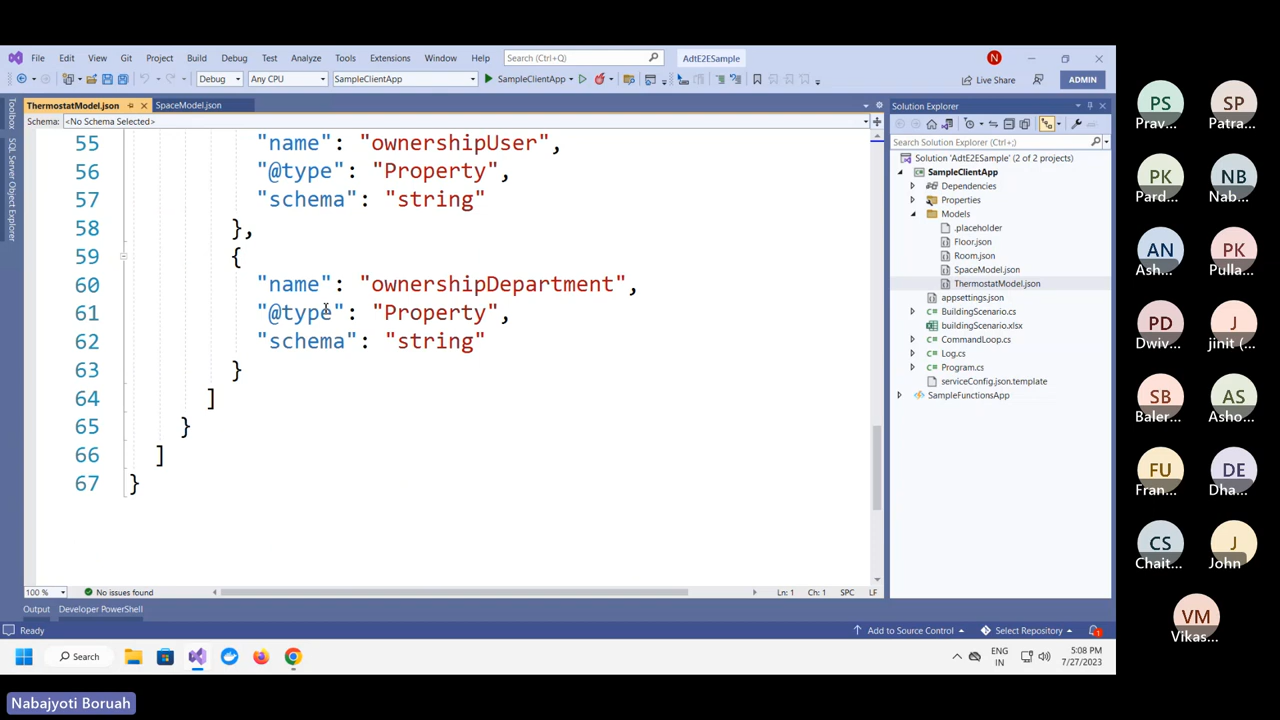 File Edit View Git Project Build Debug Test Analyze Tools Extensions Window Help Search (Ctrl+Q) AdtE2ESample N
Debug Any CPU SampleClientApp SampleClientApp Live Share ADMIN
Toolbox
SQL Server Object Explorer
ThermostatModel.json SpaceModel.json
Schema: <No Schema Selected>
55 "name": "ownershipUser",
56 "@type": "Property",
57 "schema": "string"
58 },
59 {
60 "name": "ownershipDepartment",
61 "@type": "Property",
62 "schema": "string"
63 }
64 ]
65 }
66 ]
67 }
100 % No issues found Ln: 1 Ch: 1 SPC LF
Output Developer PowerShell
Ready Add to Source Control Select Repository 1
Solution Explorer
Search Solution Explorer (Ctrl+;)
Solution 'AdtE2ESample' (2 of 2 projects)
SampleClientApp
Dependencies
Properties
Models
.placeholder
Floor.json
Room.json
SpaceModel.json
ThermostatModel.json
appsettings.json
BuildingScenario.cs
buildingScenario.xlsx
CommandLoop.cs
Log.cs
Program.cs
serviceConfig.json.template
SampleFunctionsApp
Search ENG IN 5:08 PM 7/27/2023
Nabajyoti Boruah
PS SP
Prav... Patra...
PK NB
Pard... Nab...
AN PK
Ash... Pulla...
PD J
Dwiv... jinit (...
SB AS
Baler... Asho...
FU DE
Fran... Dha...
CS J
Chait... John
VM
Vikas...